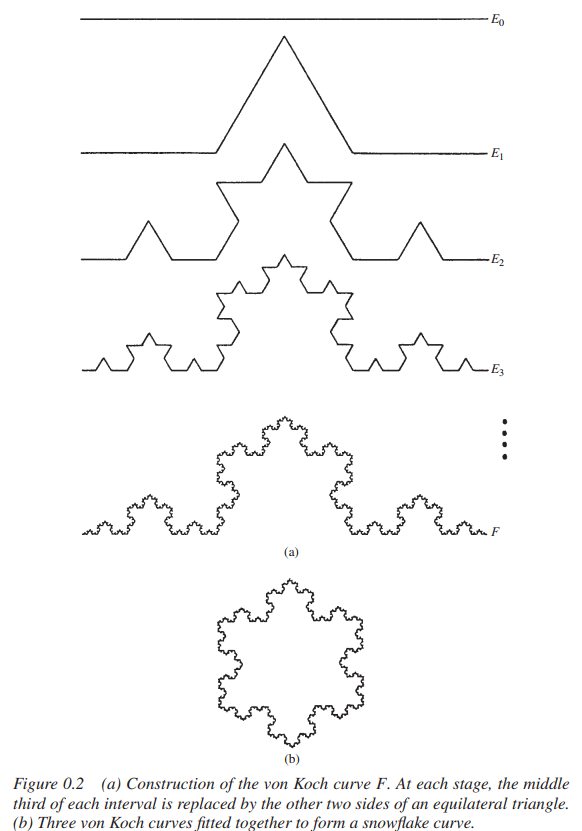 E0
E1
E2
E3
F
(a)
(b)
Figure 0.2 (a) Construction of the von Koch curve F. At each stage, the middle
third of each interval is replaced by the other two sides of an equilateral triangle.
(b) Three von Koch curves fitted together to form a snowflake curve.